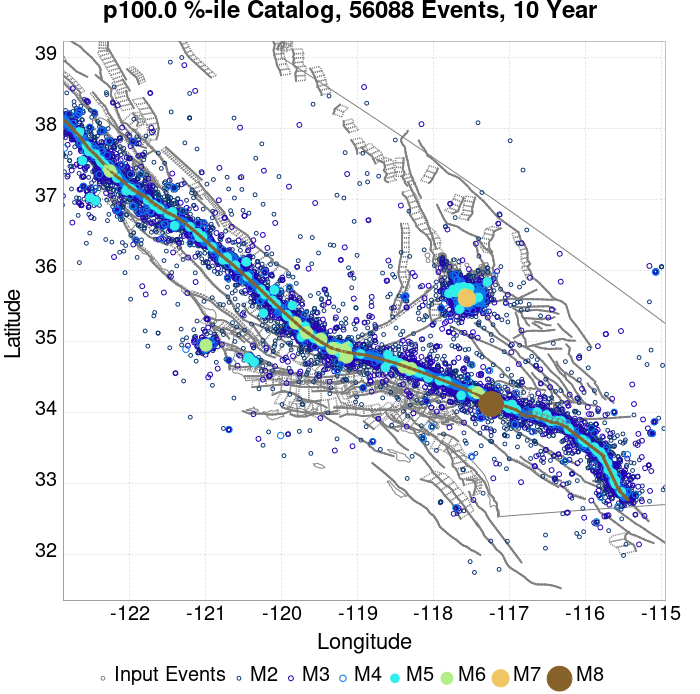 p100.0 %-ile Catalog, 56088 Events, 10 Year
39
38
37
36
35
34
33
32
Latitude
-122 -121 -120 -119 -118 -117 -116 -115
Longitude
Input Events M2 M3 M4 M5 M6 M7 M8